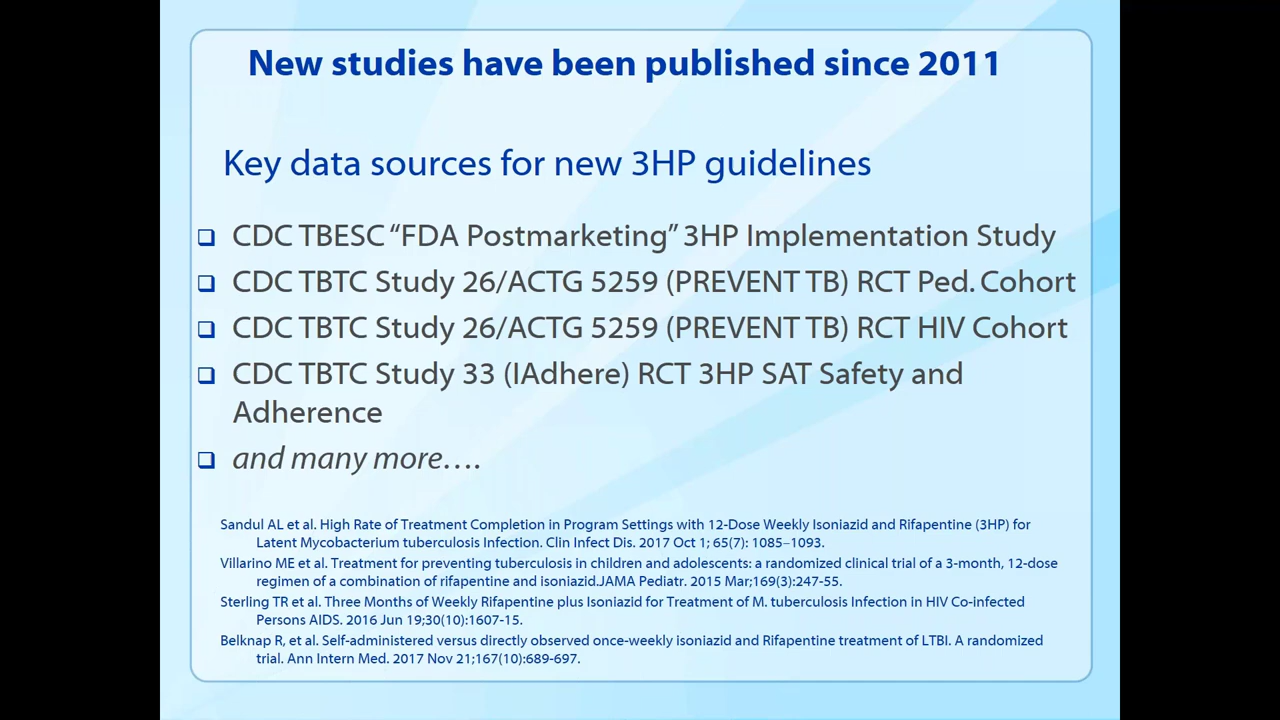 New studies have been published since 2011
Key data sources for new 3HP guidelines
CDC TBESC “FDA Postmarketing” 3HP Implementation Study
CDC TBTC Study 26/ACTG 5259 (PREVENT TB) RCT Ped. Cohort
CDC TBTC Study 26/ACTG 5259 (PREVENT TB) RCT HIV Cohort
CDC TBTC Study 33 (IAdhere) RCT 3HP SAT Safety and
Adherence
and many more….
Sandul AL et al. High Rate of Treatment Completion in Program Settings with 12-Dose Weekly Isoniazid and Rifapentine (3HP) for
Latent Mycobacterium tuberculosis Infection. Clin Infect Dis. 2017 Oct 1; 65(7): 1085–1093.
Villarino ME et al. Treatment for preventing tuberculosis in children and adolescents: a randomized clinical trial of a 3-month, 12-dose
regimen of a combination of rifapentine and isoniazid.JAMA Pediatr. 2015 Mar;169(3):247-55.
Sterling TR et al. Three Months of Weekly Rifapentine plus Isoniazid for Treatment of M. tuberculosis Infection in HIV Co-infected
Persons AIDS. 2016 Jun 19;30(10):1607-15.
Belknap R, et al. Self-administered versus directly observed once-weekly isoniazid and Rifapentine treatment of LTBI. A randomized
trial. Ann Intern Med. 2017 Nov 21;167(10):689-697.